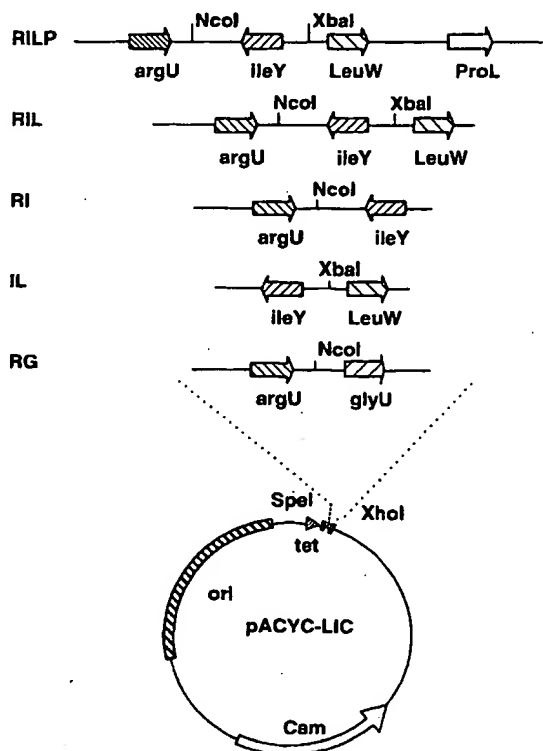 RILP NcoI XbaI
argU ileY LeuW ProL
RIL NcoI XbaI
argU ileY LeuW
RI NcoI
argU ileY
IL XbaI
ileY LeuW
RG NcoI
argU glyU
SpeI XhoI
tet
ori
pACYC-LIC
Cam